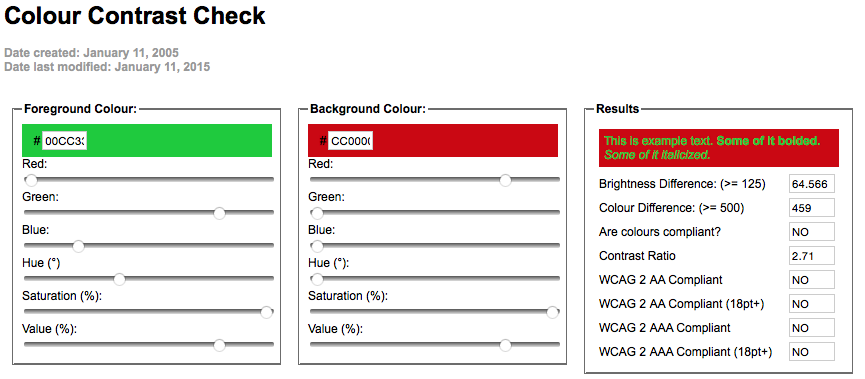 Colour Contrast Check
Date created: January 11, 2005
Date last modified: January 11, 2015
Foreground Colour:
# 00CC33
Red:
Green:
Blue:
Hue (°)
Saturation (%):
Value (%):
Background Colour:
# CC000
Red:
Green:
Blue:
Hue (°):
Saturation (%):
Value (%):
Results
This is example text. Some of it bolded.
Some of it italicized.
Brightness Difference: (>= 125) 64.566
Colour Difference: (>= 500) 459
Are colours compliant? NO
Contrast Ratio 2.71
WCAG 2 AA Compliant NO
WCAG 2 AA Compliant (18pt+) NO
WCAG 2 AAA Compliant NO
WCAG 2 AAA Compliant (18pt+) NO